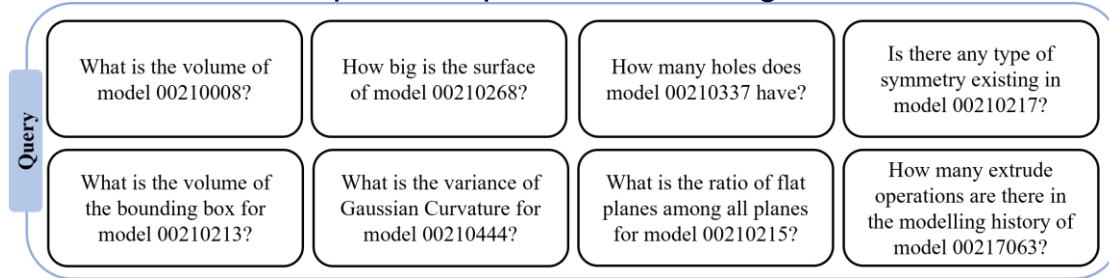 Query
What is the volume of
model 00210008?
How big is the surface
of model 00210268?
How many holes does
model 00210337 have?
Is there any type of
symmetry existing in
model 00210217?
What is the volume of
the bounding box for
model 00210213?
What is the variance of
Gaussian Curvature for
model 00210444?
What is the ratio of flat
planes among all planes
for model 00210215?
How many extrude
operations are there in
the modelling history of
model 00217063?